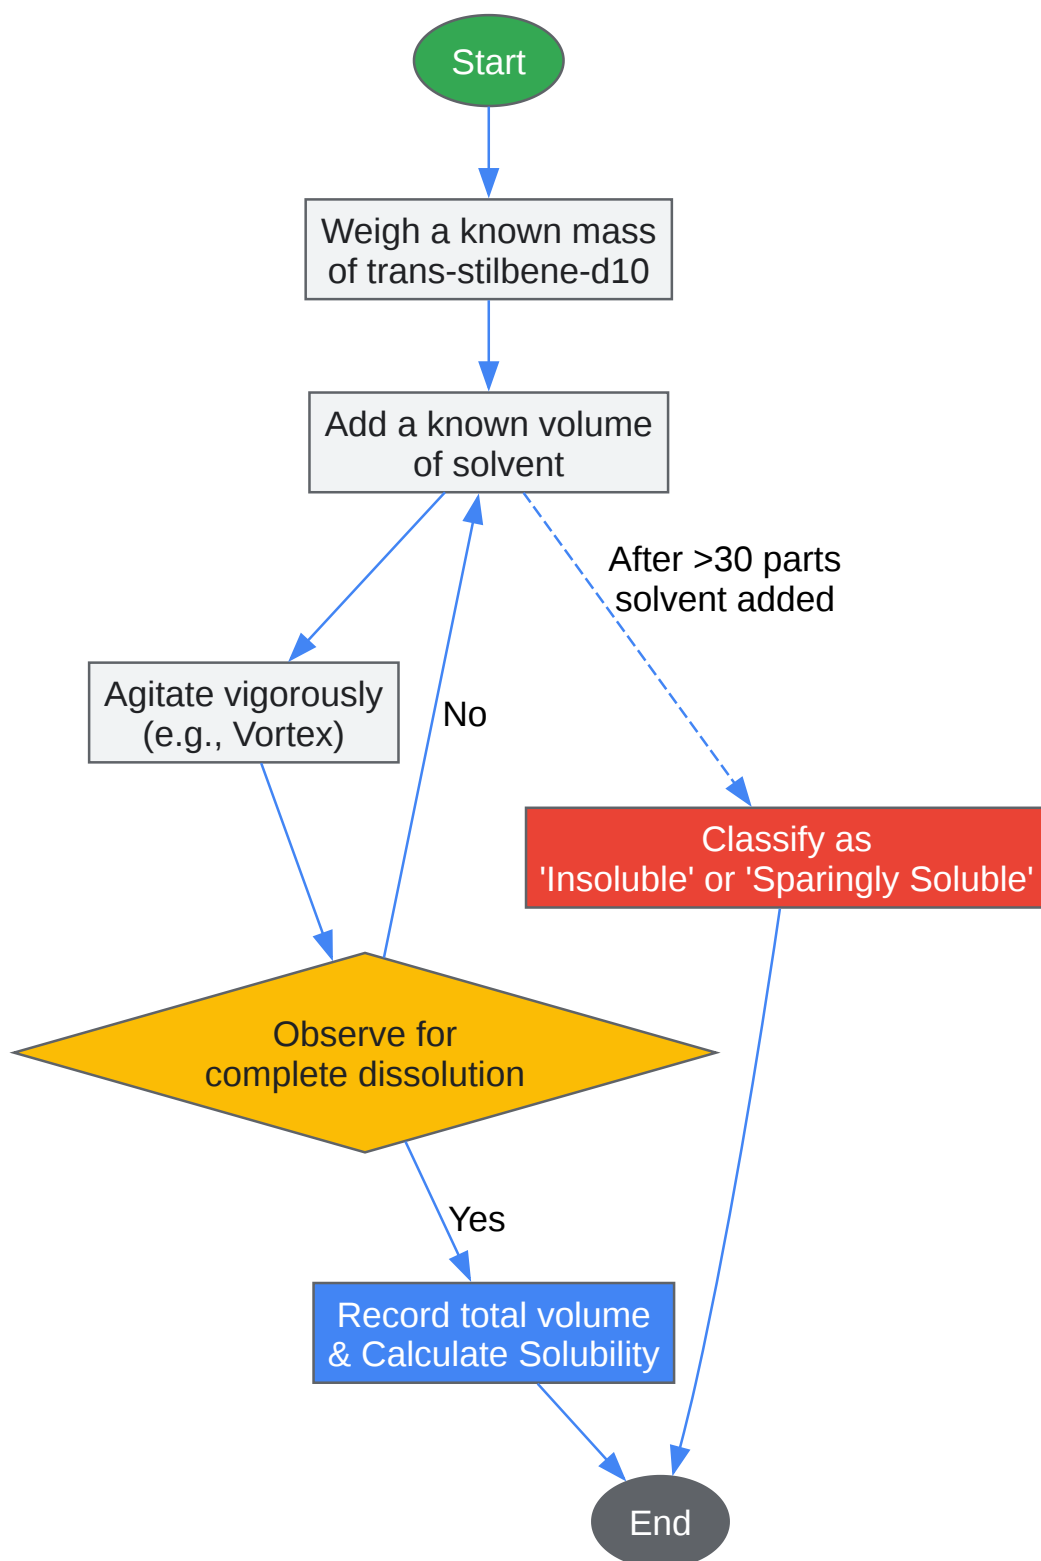 Start
Weigh a known mass
of trans-stilbene-d10
Add a known volume
of solvent
After >30 parts
solvent added
Agitate vigorously
(e.g., Vortex)
No
Classify as
'Insoluble' or 'Sparingly Soluble'
Observe for
complete dissolution
Yes
Record total volume
& Calculate Solubility
End